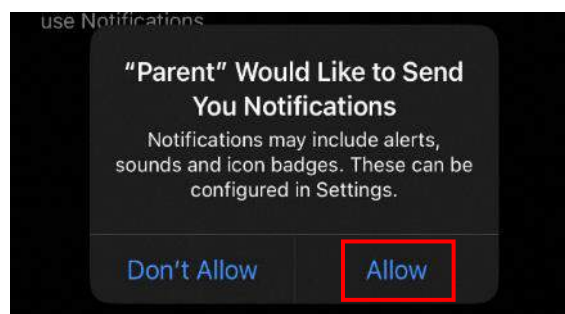 use Notifications
“Parent” Would Like to Send
You Notifications
Notifications may include alerts,
sounds and icon badges. These can be
configured in Settings.
Don’t Allow
Allow